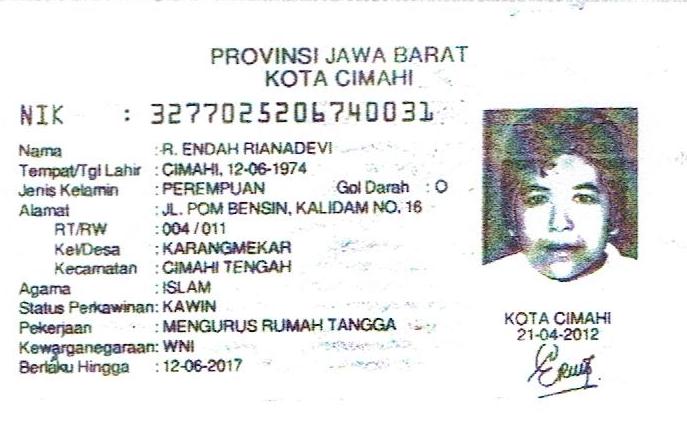 PROVINSI JAWA BARAT
KOTA CIMAHI
NIK : 3277025206740031
Nama : R. ENDAH RIANADEVI
Tempat/Tgl Lahir : CIMAHI, 12-06-1974
Jenis Kelamin : PEREMPUAN Gol Darah : O
Alamat : JL. POM BENSIN, KALIDAM NO. 16
RT/RW : 004 / 011
Kel/Desa : KARANGMEKAR
Kecamatan : CIMAHI TENGAH
Agama : ISLAM
Status Perkawinan: KAWIN
Pekerjaan : MENGURUS RUMAH TANGGA
Kewarganegaraan: WNI
Berlaku Hingga : 12-06-2017
KOTA CIMAHI
21-04-2012